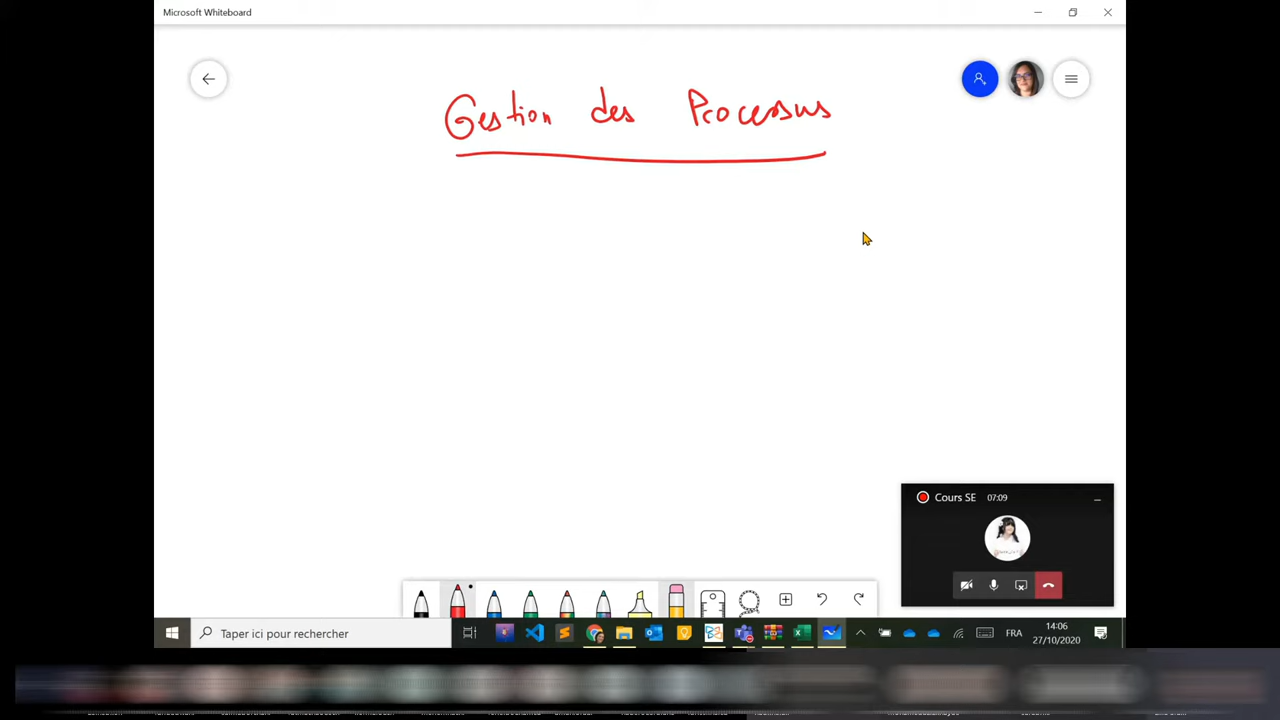 Microsoft Whiteboard
Gestion des Processus
Cours SE 07:09
Taper ici pour rechercher
FRA
14:06
27/10/2020